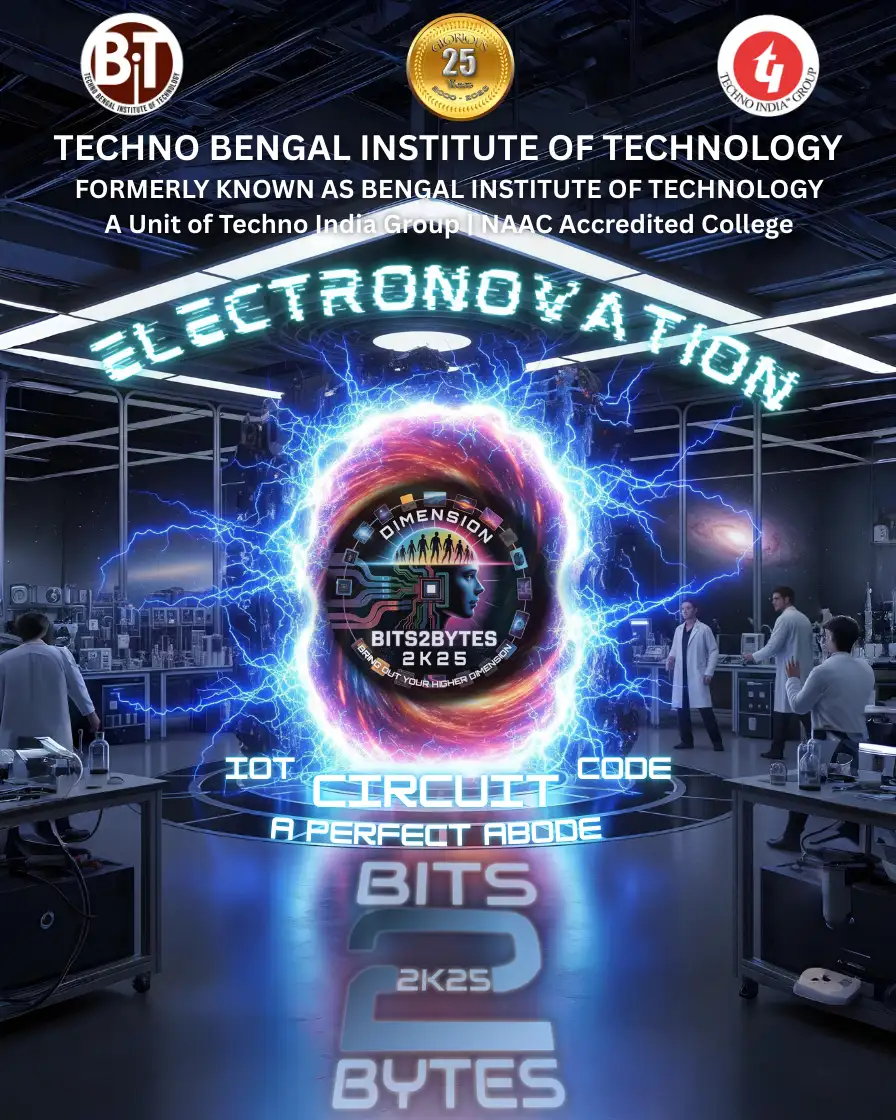 BiT
TECHNO BENGAL INSTITUTE OF TECHNOLOGY
GLORIOUS
25
Years
2000 - 2025
TECHNO INDIA GROUP
TECHNO BENGAL INSTITUTE OF TECHNOLOGY
FORMERLY KNOWN AS BENGAL INSTITUTE OF TECHNOLOGY
A Unit of Techno India Group | NAAC Accredited College
ELECTRONOVATION
DIMENSION
BITS2BYTES
2K25
BRING OUT YOUR HIGHER DIMENSION
IOT CIRCUIT CODE
A PERFECT ABODE
BITS
2
2K25
BYTES